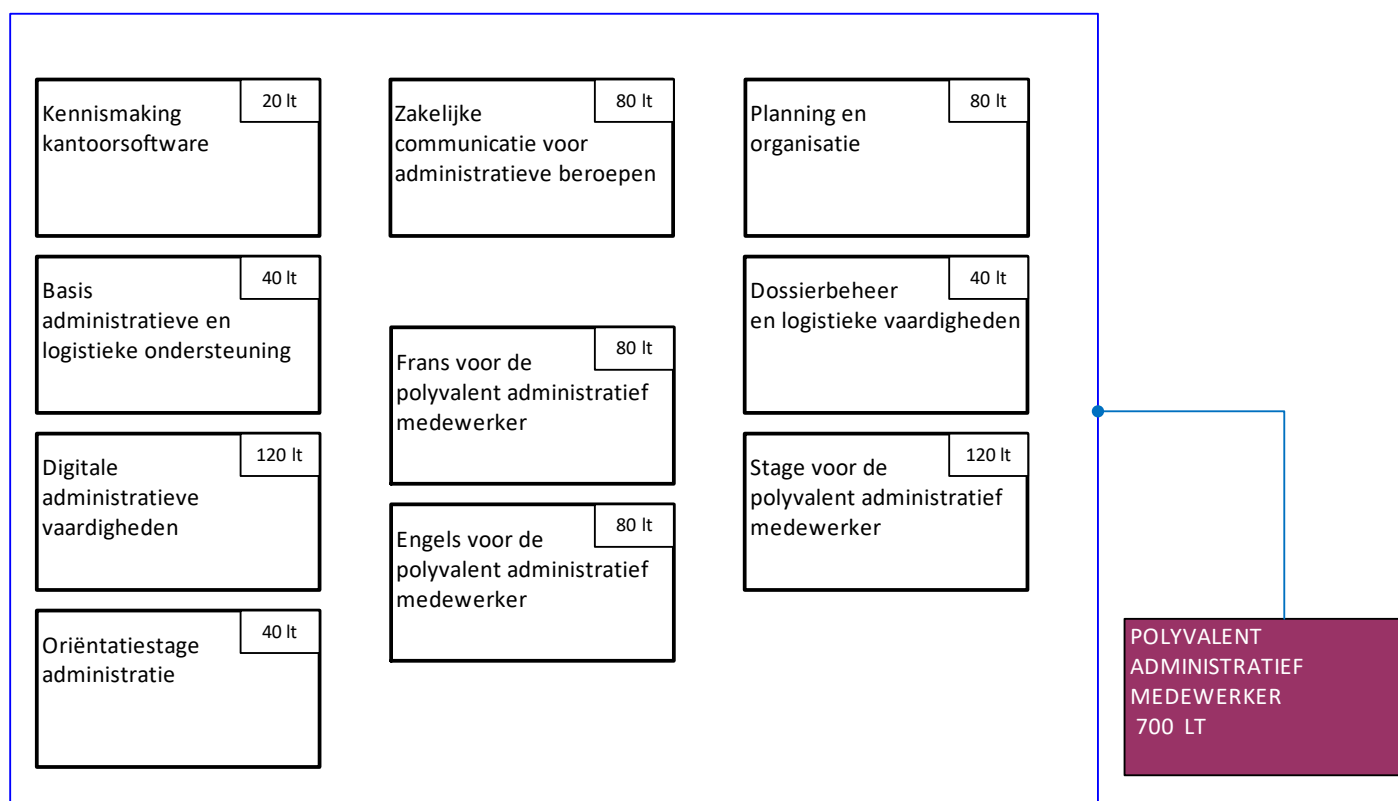 20 lt
Kennismaking
kantoorsoftware
80 lt
Zakelijke
communicatie voor
administratieve beroepen
80 lt
Planning en
organisatie
40 lt
Basis
administratieve en
logistieke ondersteuning
40 lt
Dossierbeheer
en logistieke vaardigheden
80 lt
Frans voor de
polyvalent administratief
medewerker
120 lt
Digitale
administratieve
vaardigheden
120 lt
Stage voor de
polyvalent administratief
medewerker
80 lt
Engels voor de
polyvalent administratief
medewerker
40 lt
Oriëntatiestage
administratie
POLYVALENT
ADMINISTRATIEF
MEDEWERKER
700 LT